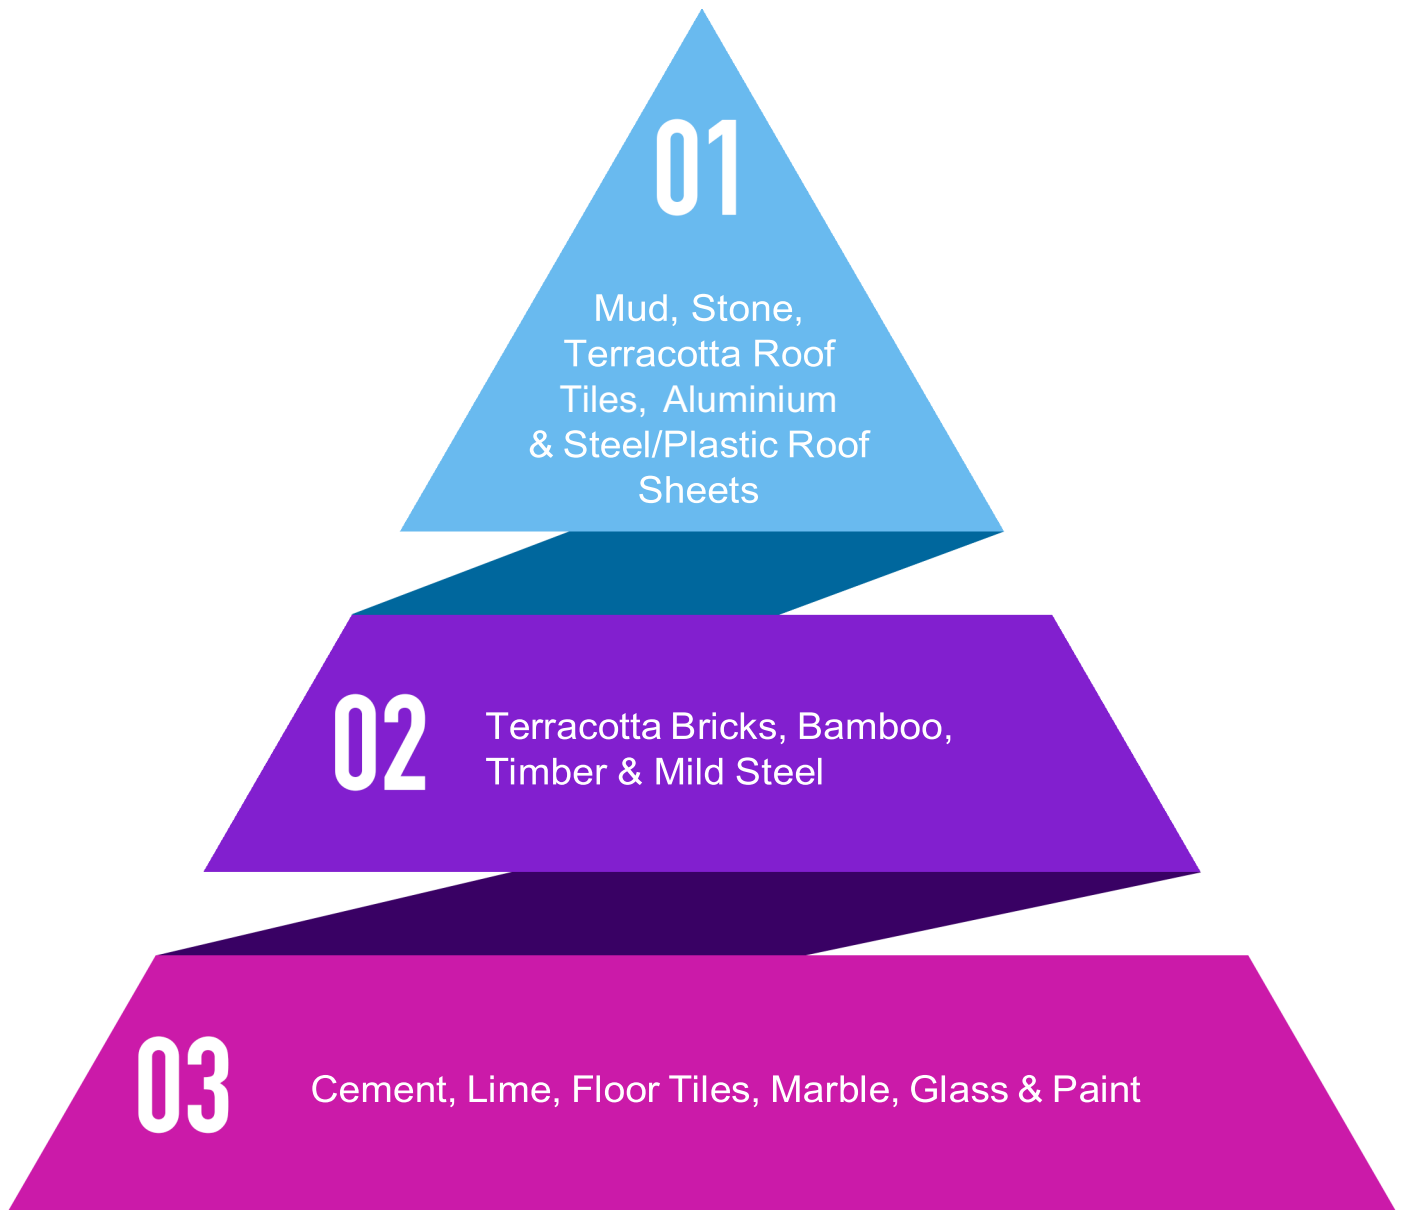 01
Mud, Stone,
Terracotta Roof
Tiles, Aluminium
& Steel/Plastic Roof
Sheets
02
Terracotta Bricks, Bamboo,
Timber & Mild Steel
03
Cement, Lime, Floor Tiles, Marble, Glass & Paint